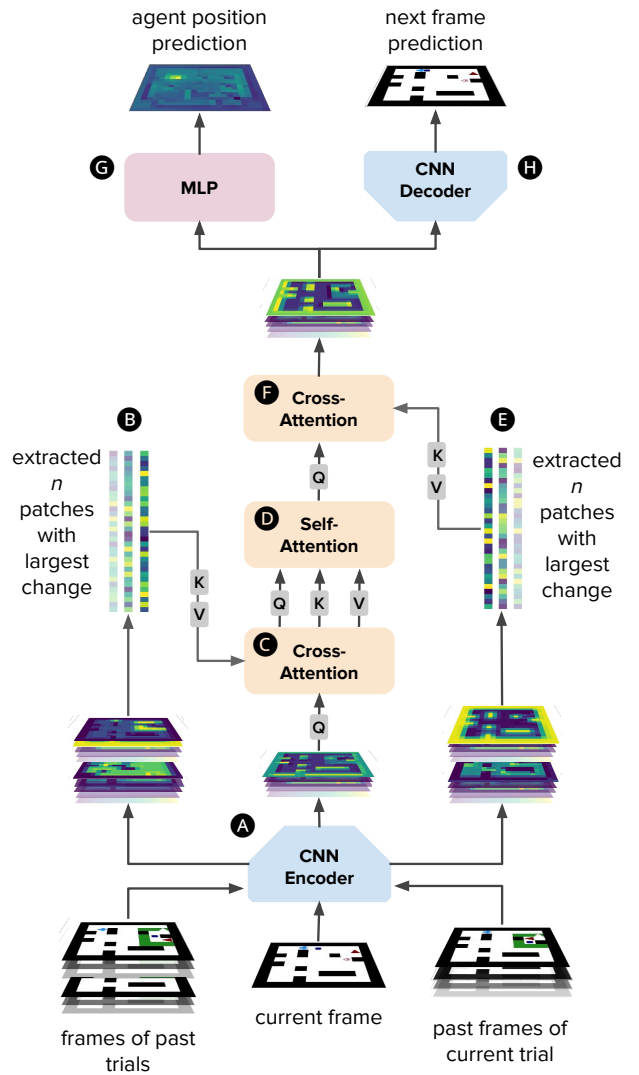 agent position
prediction
next frame
prediction
G
MLP
CNN
Decoder
H
F
Cross-
Attention
B
extracted
n
patches
with
largest
change
K
V
E
extracted
n
patches
with
largest
change
K
V
Q
D
Self-
Attention
Q
K
V
C
Cross-
Attention
Q
A
CNN
Encoder
frames of past
trials
current frame
past frames of
current trial